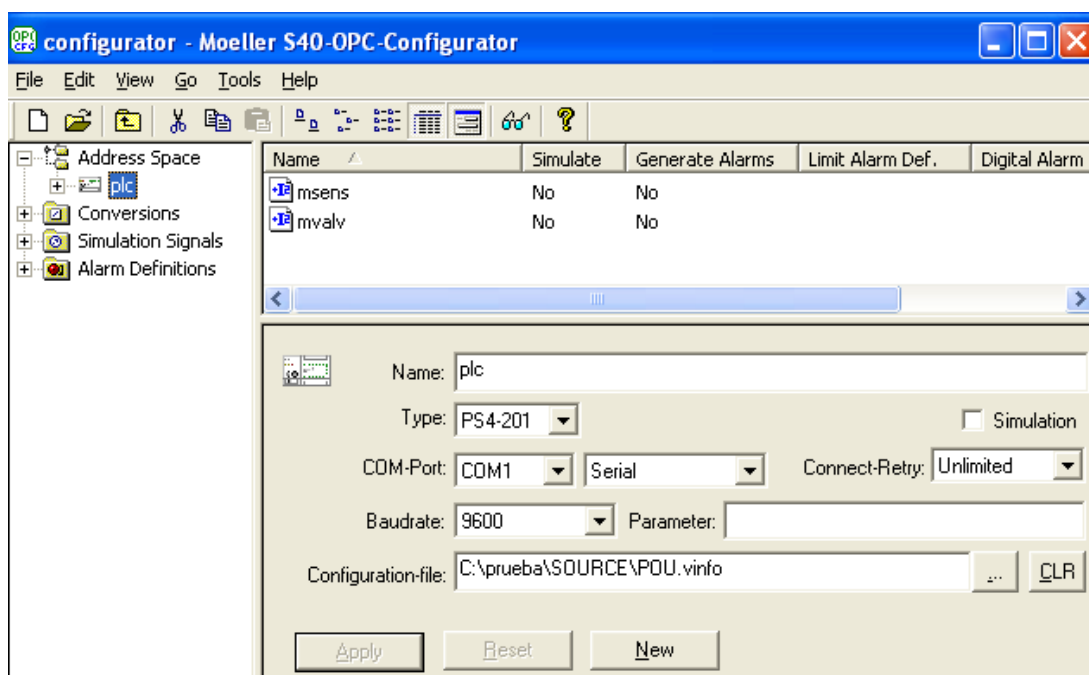 OPC CFG configurator - Moeller S40-OPC-Configurator
File Edit View Go Tools Help
Address Space
plc
Conversions
Simulation Signals
Alarm Definitions
Name Simulate Generate Alarms Limit Alarm Def. Digital Alarm
msens No No
mvalv No No
Name: plc
Type: PS4-201 Simulation
COM-Port: COM1 Serial Connect-Retry: Unlimited
Baudrate: 9600 Parameter:
Configuration-file: C:\prueba\SOURCE\POU.vinfo ... CLR
Apply Reset New